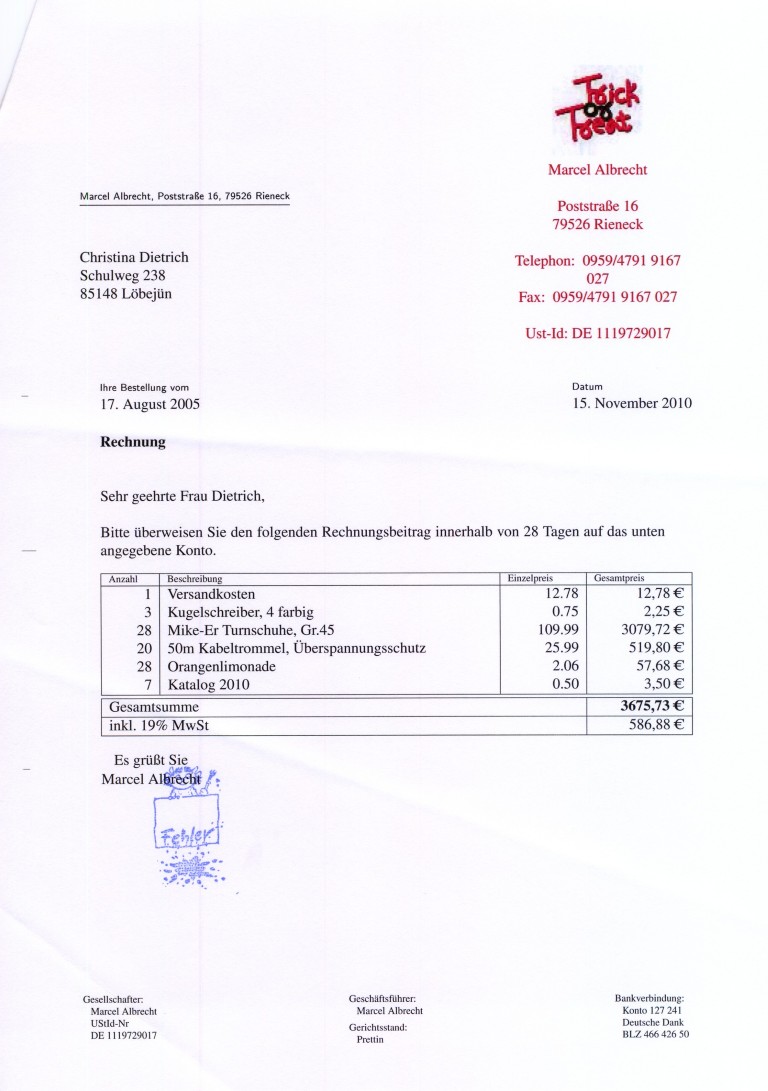 Trick
or
Treat
Marcel Albrecht
Poststraße 16
79526 Rieneck
Telephon: 0959/4791 9167
027
Fax: 0959/4791 9167 027
Ust-Id: DE 1119729017
Marcel Albrecht, Poststraße 16, 79526 Rieneck
Christina Dietrich
Schulweg 238
85148 Löbejün
Ihre Bestellung vom Datum
17. August 2005 15. November 2010
Rechnung
Sehr geehrte Frau Dietrich,
Bitte überweisen Sie den folgenden Rechnungsbeitrag innerhalb von 28 Tagen auf das unten
angegebene Konto.
Anzahl Beschreibung Einzelpreis Gesamtpreis
1 Versandkosten 12.78 12,78 €
3 Kugelschreiber, 4 farbig 0.75 2,25 €
28 Mike-Er Turnschuhe, Gr.45 109.99 3079,72 €
20 50m Kabeltrommel, Überspannungsschutz 25.99 519,80 €
28 Orangenlimonade 2.06 57,68 €
7 Katalog 2010 0.50 3,50 €
Gesamtsumme 3675,73 €
inkl. 19% MwSt 586,88 €
Es grüßt Sie
Marcel Albrecht
Fehler
Gesellschafter:
Marcel Albrecht
UStId-Nr
DE 1119729017
Geschäftsführer:
Marcel Albrecht
Gerichtsstand:
Prettin
Bankverbindung:
Konto 127 241
Deutsche Dank
BLZ 466 426 50